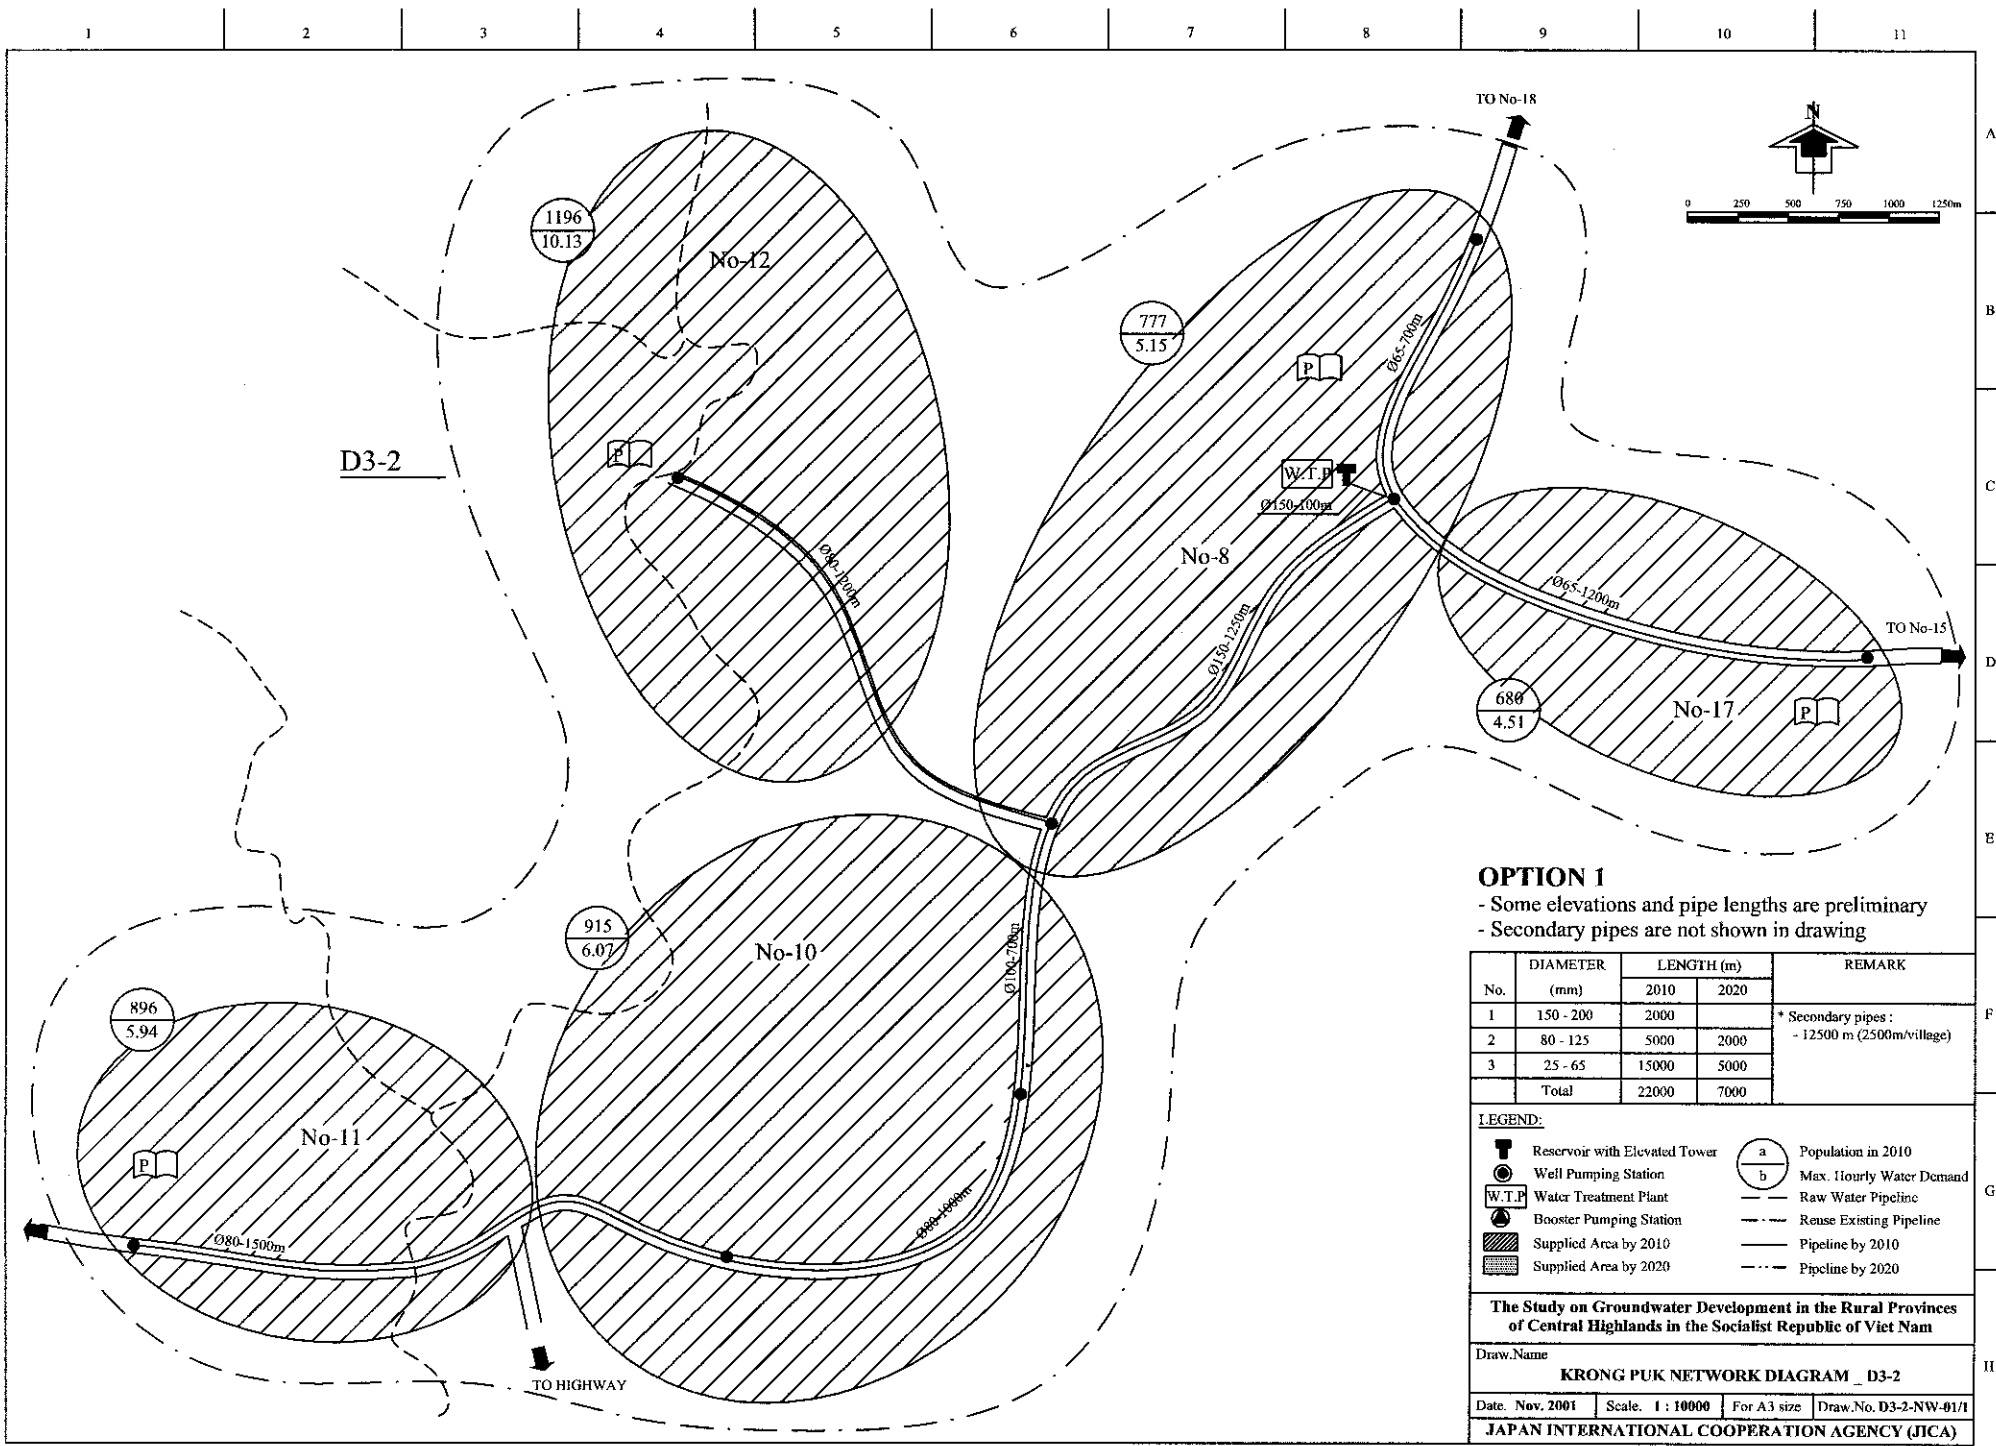 1 2 3 4 5 6 7 8 9 10 11
A
B
C
D
E
F
G
H
TO No-18
N
0 250 500 750 1000 1250m
1196
10.13
No-12
777
5.15
P
Ø65-700m
D3-2
P
W.T.P
Ø150-100m
No-8
Ø80-1200m
Ø65-1200m
Ø150-1250m
TO No-15
680
4.51
No-17
P
915
6.07
No-10
Ø100-700m
896
5.94
No-11
P
Ø80-1000m
Ø80-1500m
TO HIGHWAY
OPTION 1
- Some elevations and pipe lengths are preliminary
- Secondary pipes are not shown in drawing
No. DIAMETER (mm) LENGTH (m) REMARK
2010 2020
1 150 - 200 2000
2 80 - 125 5000 2000
3 25 - 65 15000 5000
Total 22000 7000
* Secondary pipes :
- 12500 m (2500m/village)
LEGEND:
Reservoir with Elevated Tower
Well Pumping Station
W.T.P Water Treatment Plant
Booster Pumping Station
Supplied Area by 2010
Supplied Area by 2020
a Population in 2010
b Max. Hourly Water Demand
Raw Water Pipeline
Reuse Existing Pipeline
Pipeline by 2010
Pipeline by 2020
The Study on Groundwater Development in the Rural Provinces
of Central Highlands in the Socialist Republic of Viet Nam
Draw.Name
KRONG PUK NETWORK DIAGRAM _ D3-2
Date. Nov. 2001 Scale. 1 : 10000 For A3 size Draw.No. D3-2-NW-01/1
JAPAN INTERNATIONAL COOPERATION AGENCY (JICA)